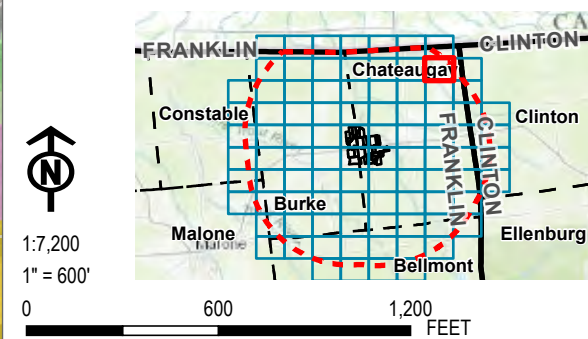 CA
FRANKLIN
CLINTON
Chateaugay
Constable
Clinton
FRANKLIN
CLINTON
N
Burke
Malone
Malone
Ellenburg
Bellmont
1:7,200
1" = 600'
0 600 1,200
FEET